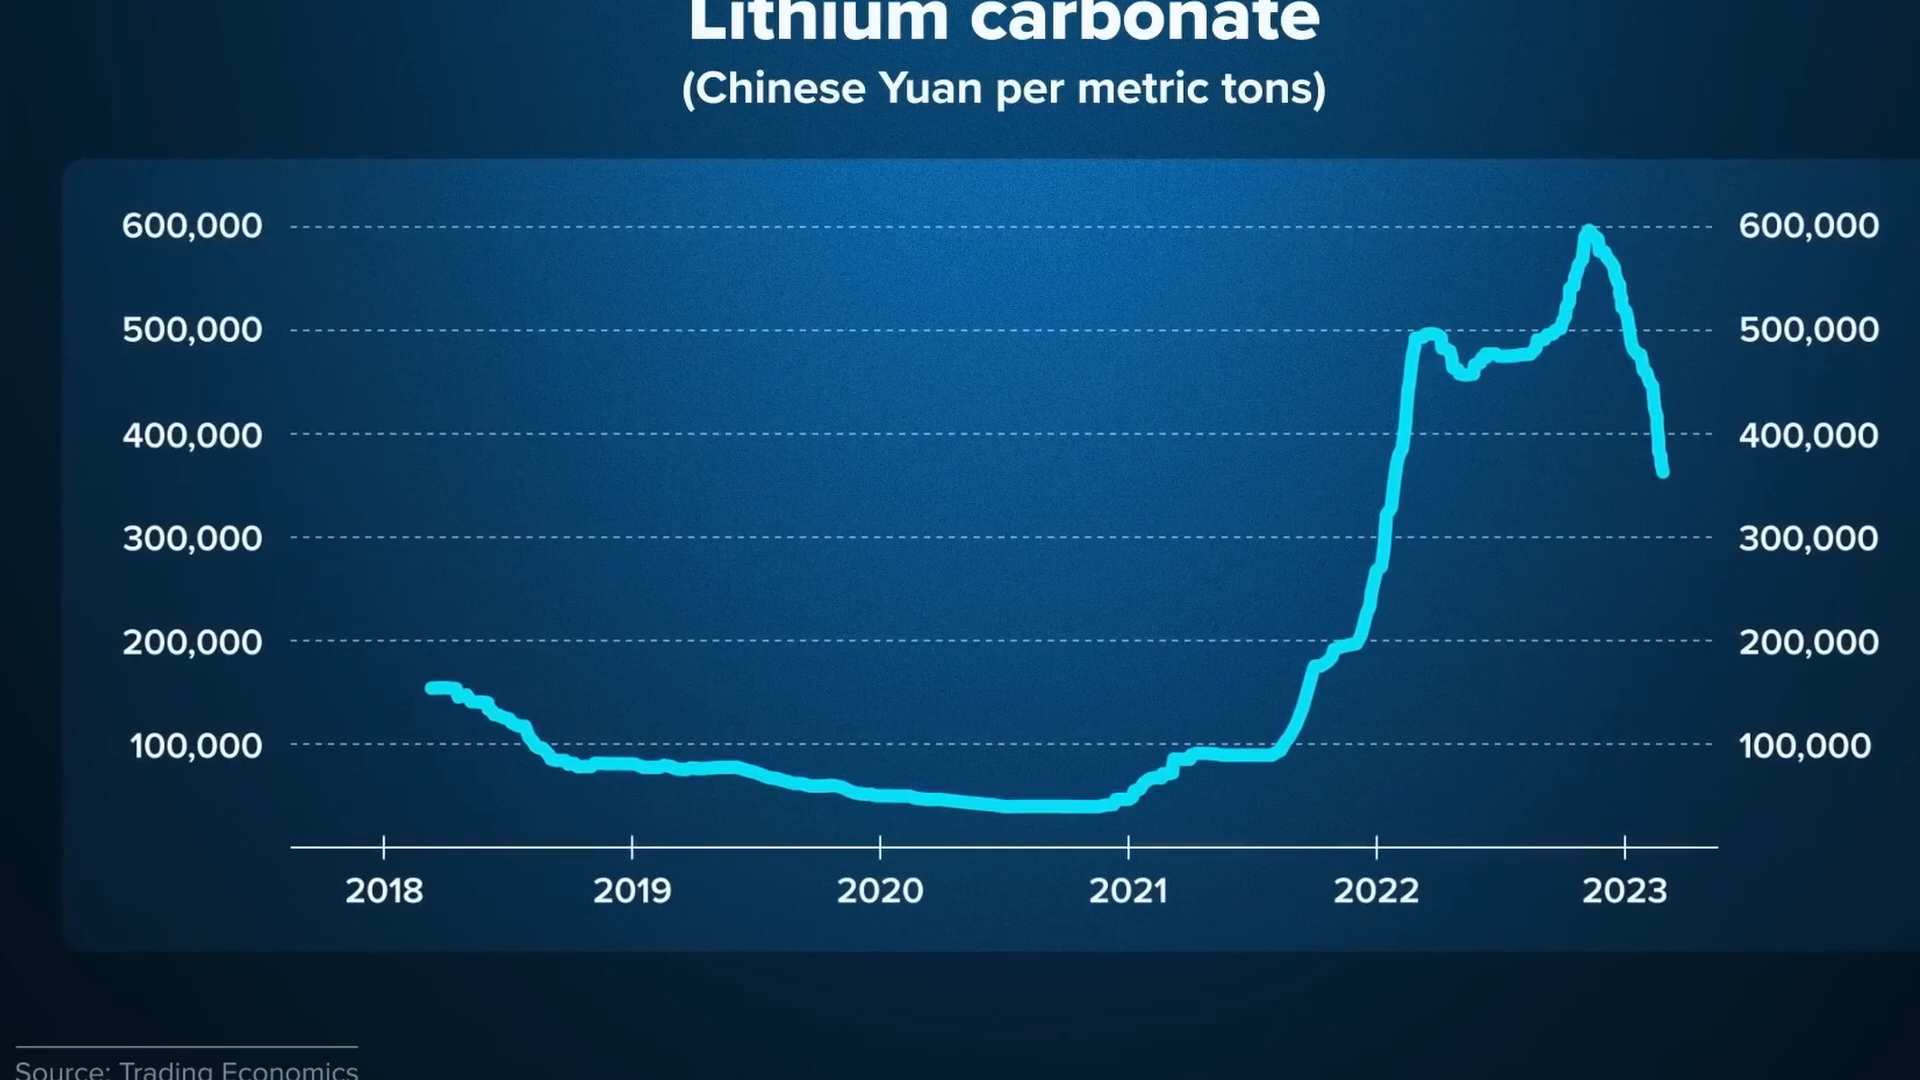 Lithium carbonate
(Chinese Yuan per metric tons)
600,000 600,000
500,000 500,000
400,000 400,000
300,000 300,000
200,000 200,000
100,000 100,000
2018 2019 2020 2021 2022 2023
Source: Trading Economics